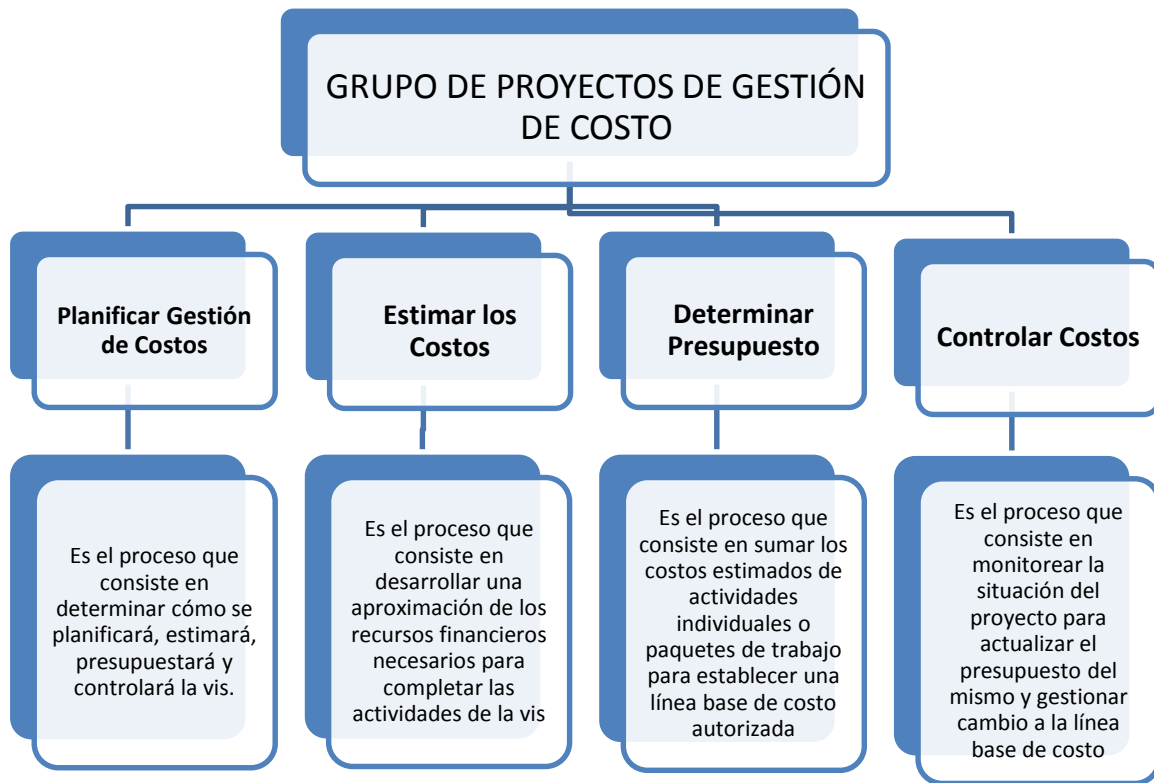 GRUPO DE PROYECTOS DE GESTIÓN
DE COSTO
Planificar Gestión
de Costos
Estimar los
Costos
Determinar
Presupuesto
Controlar Costos
Es el proceso que
consiste en
determinar cómo se
planificará, estimará,
presupuestará y
controlará la vis.
Es el proceso que
consiste en
desarrollar una
aproximación de los
recursos financieros
necesarios para
completar las
actividades de la vis
Es el proceso que
consiste en sumar los
costos estimados de
actividades
individuales o
paquetes de trabajo
para establecer una
línea base de costo
autorizada
Es el proceso que
consiste en
monitorear la
situación del
proyecto para
actualizar el
presupuesto del
mismo y gestionar
cambio a la línea
base de costo